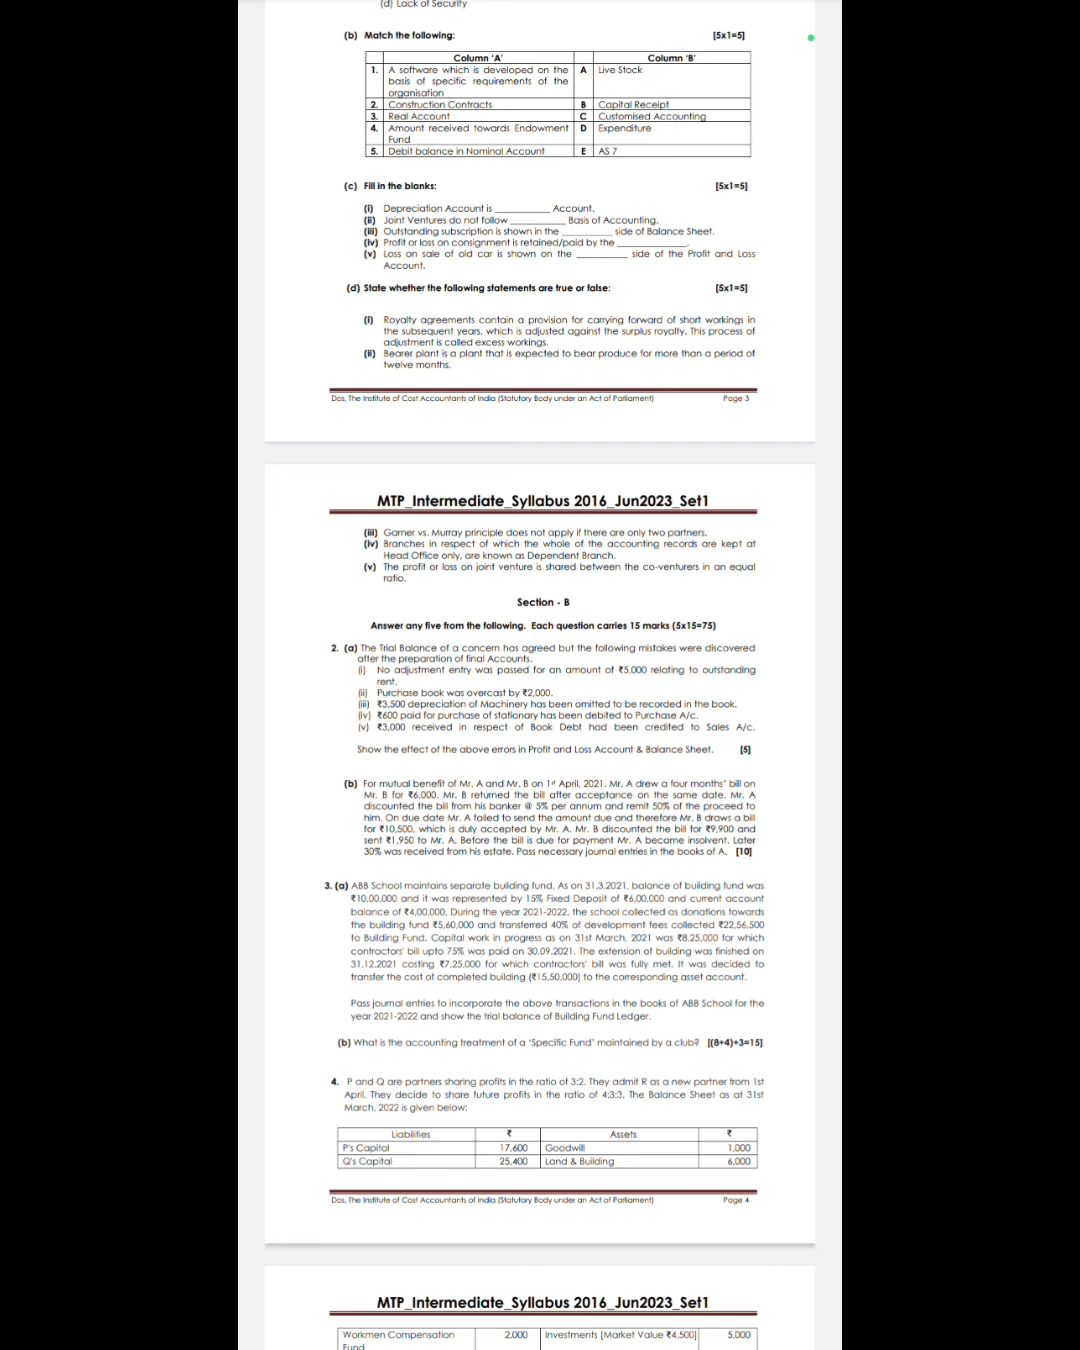 (d) Lack of Security
(b) Match the following: [5x1=5]
Column 'A' Column 'B'
1. A software which is developed on the A Live Stock
basis of specific requirements of the
organisation
2. Construction Contracts B Capital Receipt
3. Real Account C Customised Accounting
4. Amount received towards Endowment D Expenditure
Fund
5. Debit balance in Nominal Account E AS 7
(c) Fill in the blanks: [5x1=5]
(i) Depreciation Account is __________ Account.
(ii) Joint Ventures do not follow __________ Basis of Accounting.
(iii) Outstanding subscription is shown in the __________ side of Balance Sheet.
(iv) Profit or loss on consignment is retained/paid by the ______________.
(v) Loss on sale of old car is shown on the __________ side of the Profit and Loss
Account.
(d) State whether the following statements are true or false: [5x1=5]
(i) Royalty agreements contain a provision for carrying forward of short workings in
the subsequent years, which is adjusted against the surplus royalty. This process of
adjustment is called excess workings.
(ii) Bearer plant is a plant that is expected to bear produce for more than a period of
twelve months.
Dos, The Institute of Cost Accountants of India (Statutory Body under an Act of Parliament) Page 3
MTP_Intermediate_Syllabus 2016_Jun2023_Set1
(iii) Garner vs. Murray principle does not apply if there are only two partners.
(iv) Branches in respect of which the whole of the accounting records are kept at
Head Office only, are known as Dependent Branch.
(v) The profit or loss on joint venture is shared between the co-venturers in an equal
ratio.
Section - B
Answer any five from the following. Each question carries 15 marks (5x15=75)
2. (a) The Trial Balance of a concern has agreed but the following mistakes were discovered
after the preparation of final Accounts.
(i) No adjustment entry was passed for an amount of ₹5,000 relating to outstanding
rent.
(ii) Purchase book was overcast by ₹2,000.
(iii) ₹3,500 depreciation of Machinery has been omitted to be recorded in the book.
(iv) ₹600 paid for purchase of stationary has been debited to Purchase A/c.
(v) ₹3,000 received in respect of Book Debt had been credited to Sales A/c.
Show the effect of the above errors in Profit and Loss Account & Balance Sheet. [5]
(b) For mutual benefit of Mr. A and Mr. B on 1st April, 2021, Mr. A drew a four months' bill on
Mr. B for ₹6,000. Mr. B returned the bill after acceptance on the same date. Mr. A
discounted the bill from his banker @ 5% per annum and remit 50% of the proceed to
him. On due date Mr. A failed to send the amount due and therefore Mr. B draws a bill
for ₹10,500, which is duly accepted by Mr. A. Mr. B discounted the bill for ₹9,900 and
sent ₹1,950 to Mr. A. Before the bill is due for payment Mr. A became insolvent. Later
30% was received from his estate. Pass necessary journal entries in the books of A. [10]
3. (a) ABB School maintains separate building fund. As on 31.3.2021, balance of building fund was
₹10,00,000 and it was represented by 15% Fixed Deposit of ₹6,00,000 and current account
balance of ₹4,00,000. During the year 2021-2022, the school collected as donations towards
the building fund ₹5,60,000 and transferred 40% of development fees collected ₹22,56,500
to Building Fund. Capital work in progress as on 31st March, 2021 was ₹8,25,000 for which
contractors' bill upto 75% was paid on 30.09.2021. The extension of building was finished on
31.12.2021 costing ₹7,25,000 for which contractors' bill was fully met. It was decided to
transfer the cost of completed building (₹15,50,000) to the corresponding asset account.
Pass journal entries to incorporate the above transactions in the books of ABB School for the
year 2021-2022 and show the trial balance of Building Fund Ledger.
(b) What is the accounting treatment of a 'Specific Fund' maintained by a club? [(8+4)+3=15]
4. P and Q are partners sharing profits in the ratio of 3:2. They admit R as a new partner from 1st
April. They decide to share future profits in the ratio of 4:3:3. The Balance Sheet as at 31st
March, 2022 is given below:
Liabilities ₹ Assets ₹
P's Capital 17,600 Goodwill 1,000
Q's Capital 25,400 Land & Building 6,000
Dos, The Institute of Cost Accountants of India (Statutory Body under an Act of Parliament) Page 4
MTP_Intermediate_Syllabus 2016_Jun2023_Set1
Workmen Compensation 2,000 Investments [Market Value ₹4,500] 5,000
Fund